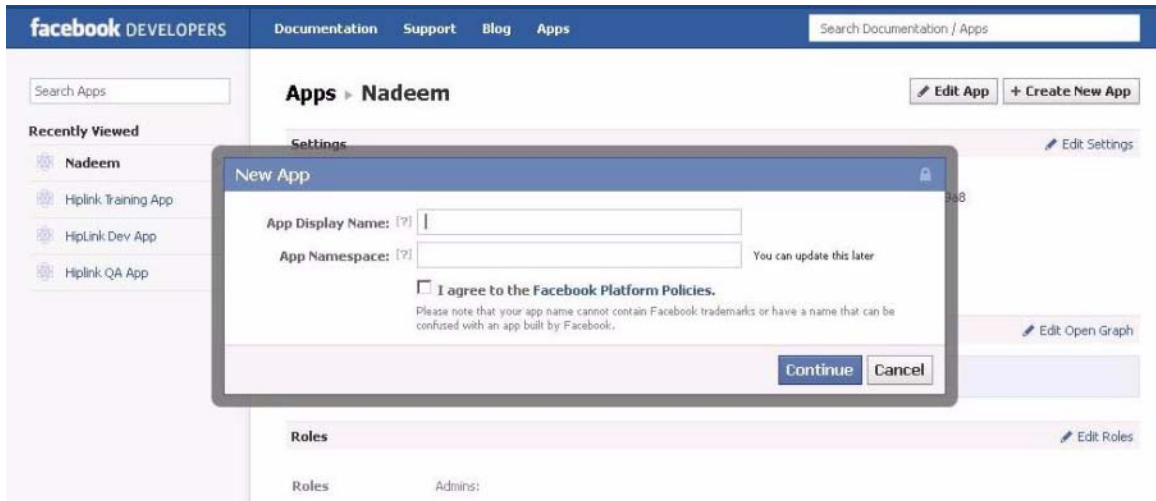 facebook DEVELOPERS Documentation Support Blog Apps Search Documentation / Apps
Search Apps
Apps ▸ Nadeem Edit App + Create New App
Recently Viewed
Settings Edit Settings
Nadeem
New App
Hiplink Training App
9a8
App Display Name: [?]
HipLink Dev App
App Namespace: [?] You can update this later
Hiplink QA App
I agree to the Facebook Platform Policies.
Please note that your app name cannot contain Facebook trademarks or have a name that can be
confused with an app built by Facebook.
Edit Open Graph
Continue Cancel
Roles Edit Roles
Roles Admins: